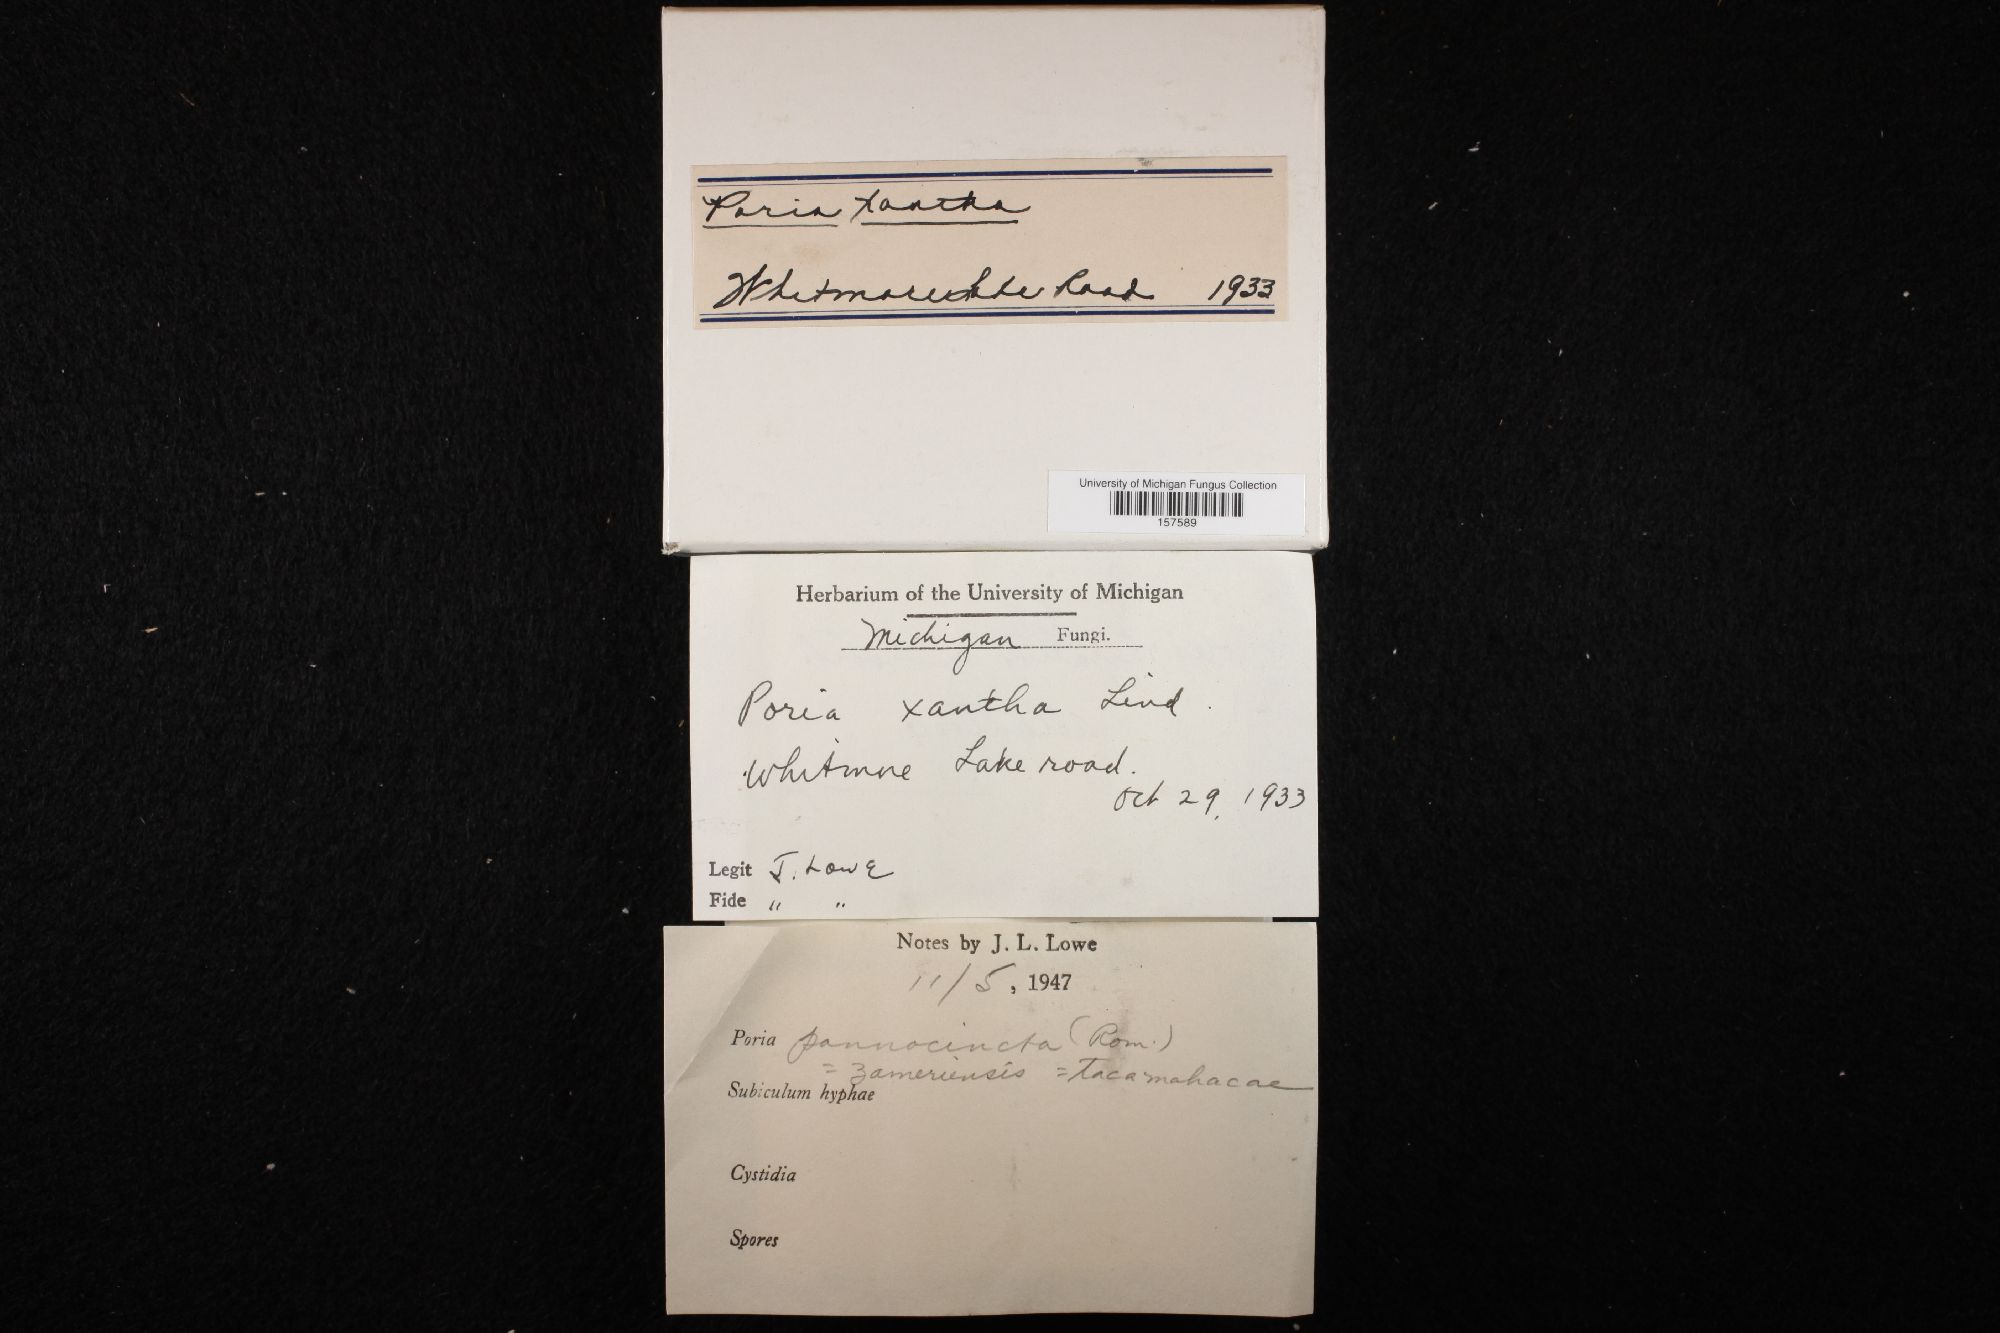 Poria xantha
Whitmore Lake Road 1933
University of Michigan Fungus Collection
157589
Herbarium of the University of Michigan
Michigan Fungi.
Poria xantha Lind.
Whitmore Lake road.
Oct 29, 1933
Legit J. Lowe
Fide " "
Notes by J. L. Lowe
11/5, 1947
Poria pannocincta (Rom.)
= zameriensis = tacamahacae
Subiculum hyphae
Cystidia
Spores